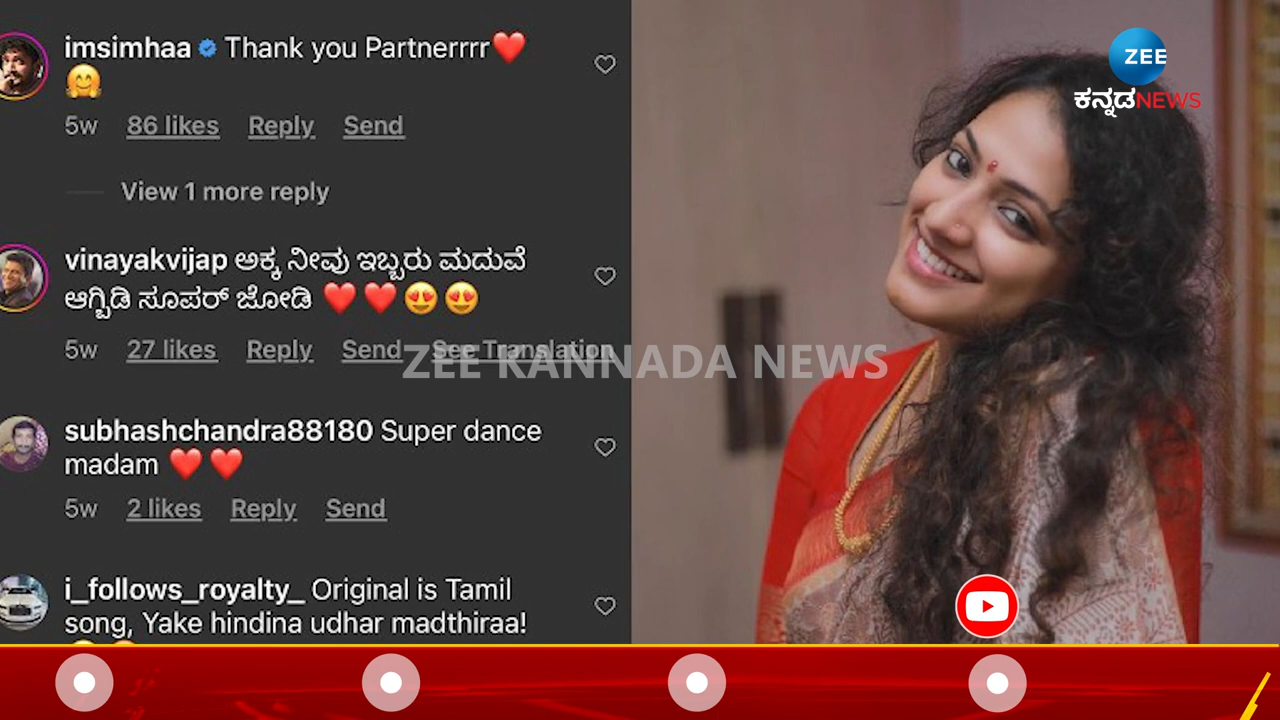 imsimhaa Thank you Partnerrrr❤️
🤗
5w 86 likes Reply Send
View 1 more reply
vinayakvijap ಅಕ್ಕ ನೀವು ಇಬ್ಬರು ಮದುವೆ
ಆಗ್ಬಿಡಿ ಸೂಪರ್ ಜೋಡಿ ❤️❤️😍😍
5w 27 likes Reply Send See Translation
subhashchandra88180 Super dance
madam ❤️❤️
5w 2 likes Reply Send
i_follows_royalty_ Original is Tamil
song, Yake hindina udhar madthiraa!
ZEE KANNADA NEWS
ZEE
ಕನ್ನಡNEWS